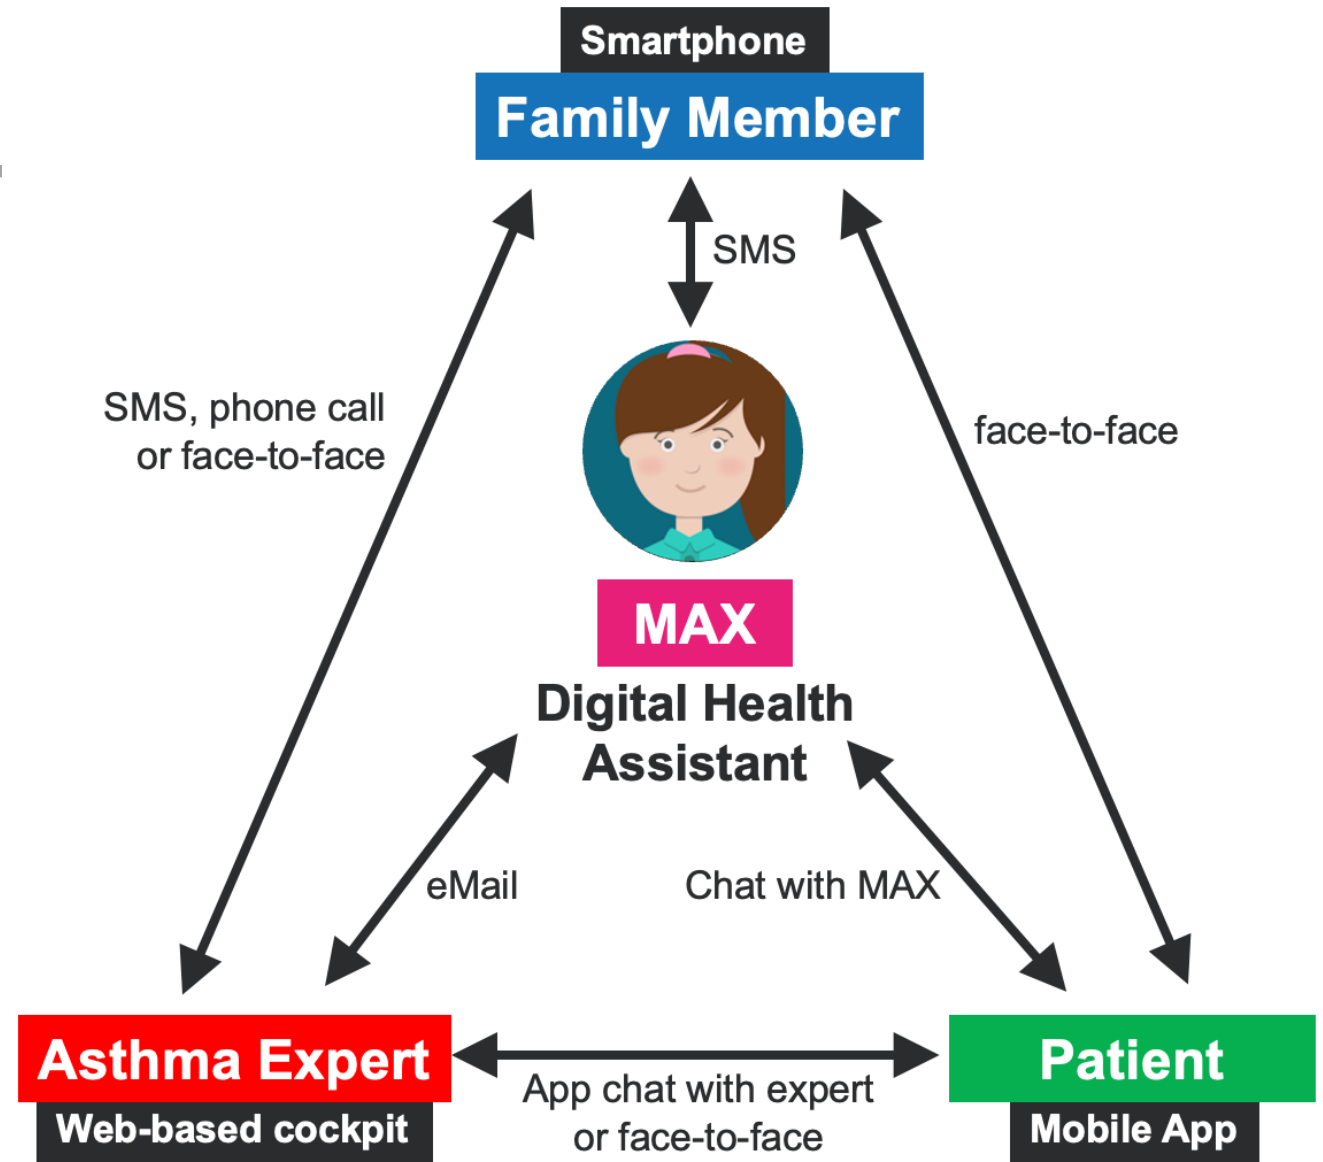 Smartphone
Family Member
SMS
SMS, phone call
or face-to-face
face-to-face
MAX
Digital Health
Assistant
eMail
Chat with MAX
Asthma Expert
Web-based cockpit
App chat with expert
or face-to-face
Patient
Mobile App